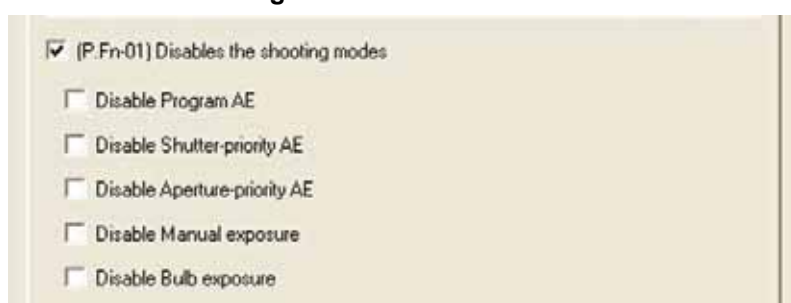 (P.Fn-01) Disables the shooting modes
Disable Program AE
Disable Shutter-priority AE
Disable Aperture-priority AE
Disable Manual exposure
Disable Bulb exposure